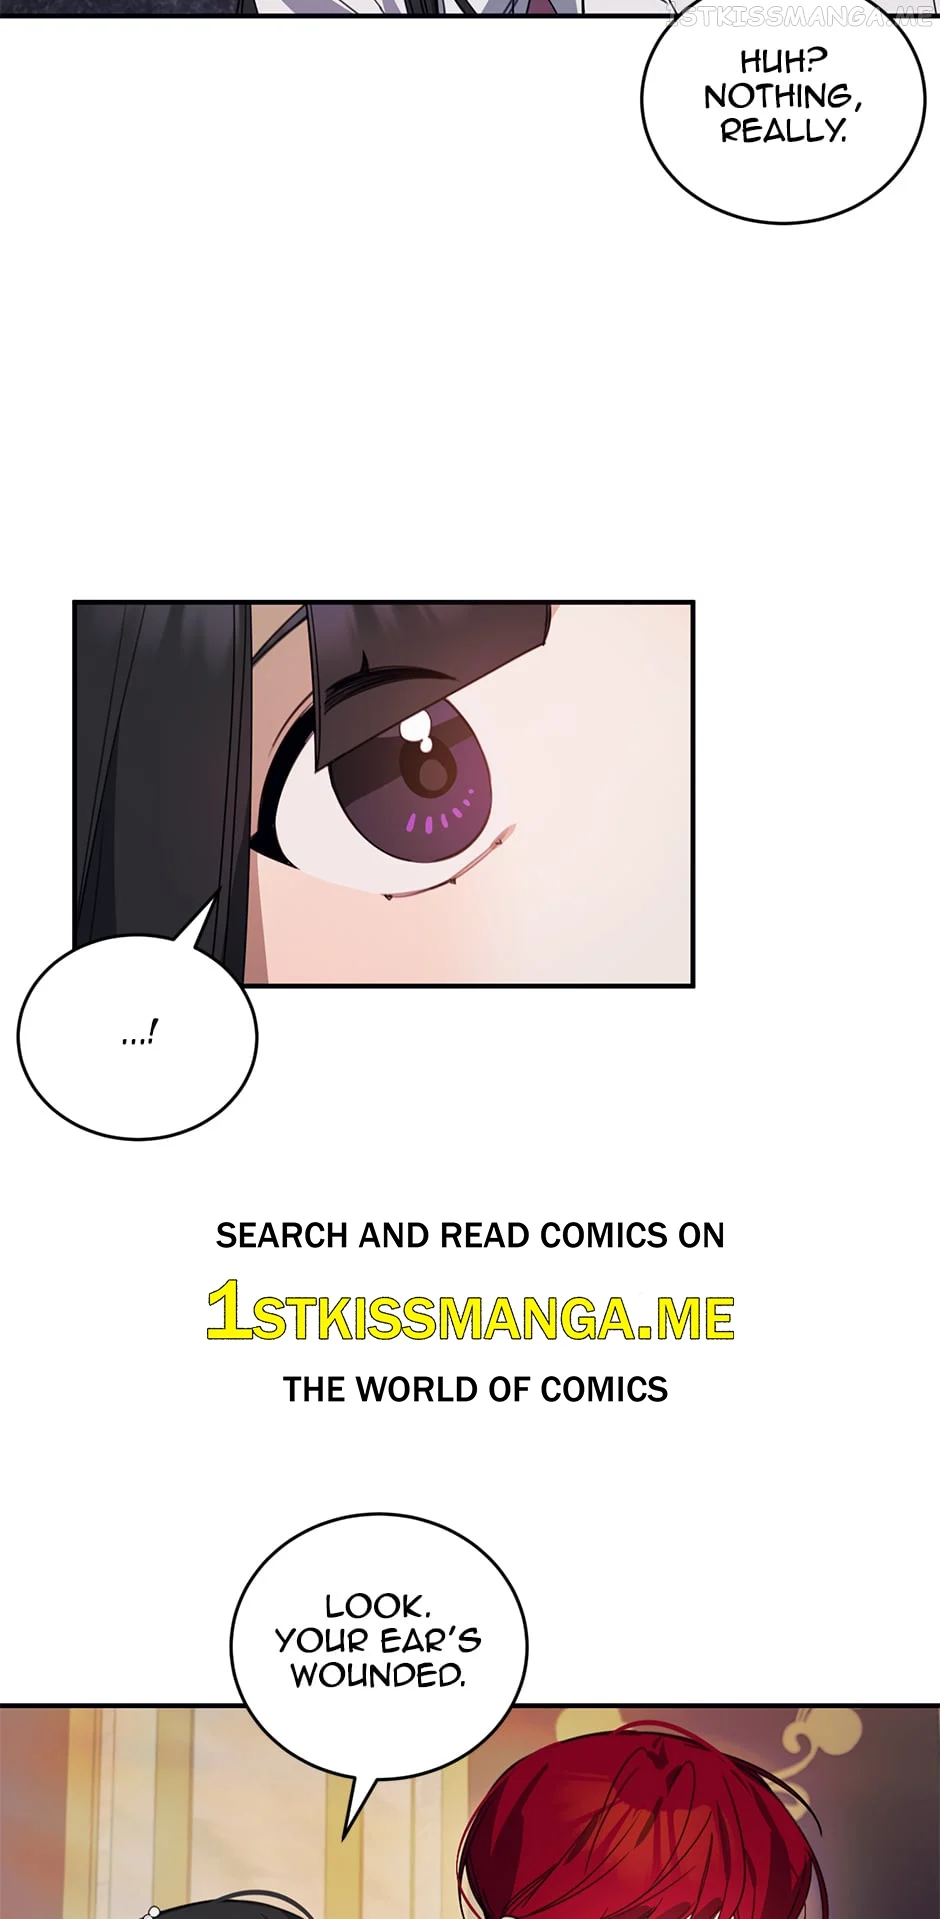 1STKISSMANGA.ME
HUH?
NOTHING,
REALLY.
...!
SEARCH AND READ COMICS ON
1STKISSMANGA.ME
THE WORLD OF COMICS
LOOK,
YOUR EAR'S
WOUNDED.